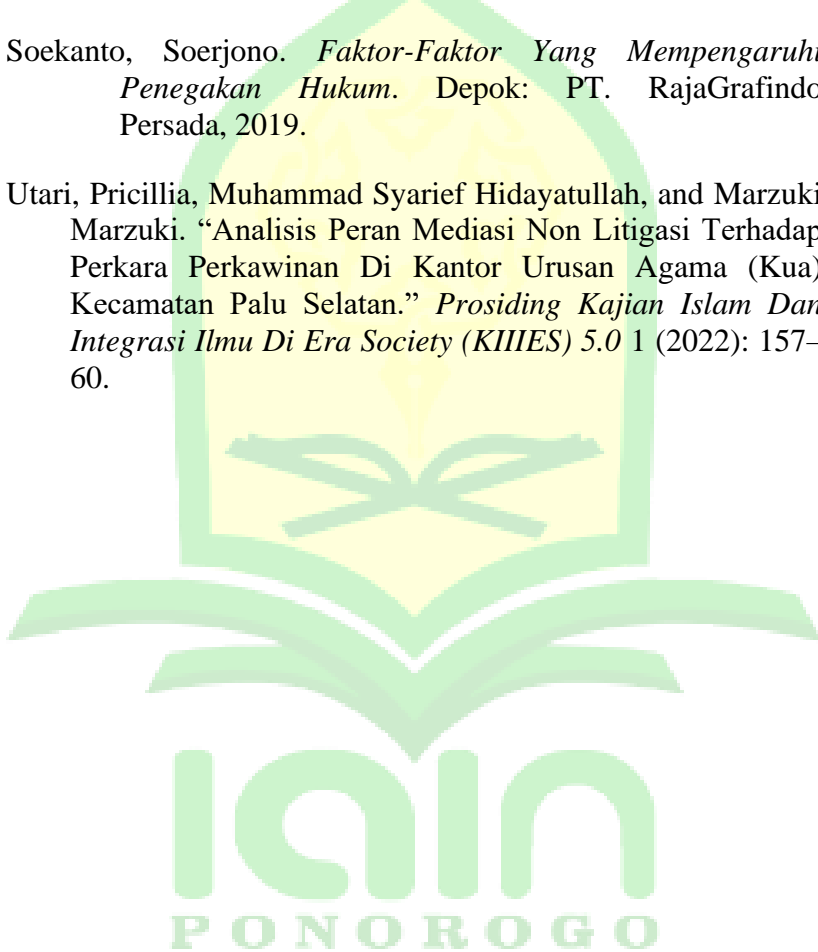 Soekanto, Soerjono. Faktor-Faktor Yang Mempengaruhi
Penegakan Hukum. Depok: PT. RajaGrafindo
Persada, 2019.
Utari, Pricillia, Muhammad Syarief Hidayatullah, and Marzuki
Marzuki. “Analisis Peran Mediasi Non Litigasi Terhadap
Perkara Perkawinan Di Kantor Urusan Agama (Kua)
Kecamatan Palu Selatan.” Prosiding Kajian Islam Dan
Integrasi Ilmu Di Era Society (KIIIES) 5.0 1 (2022): 157–
60.
iain
PONOROGO